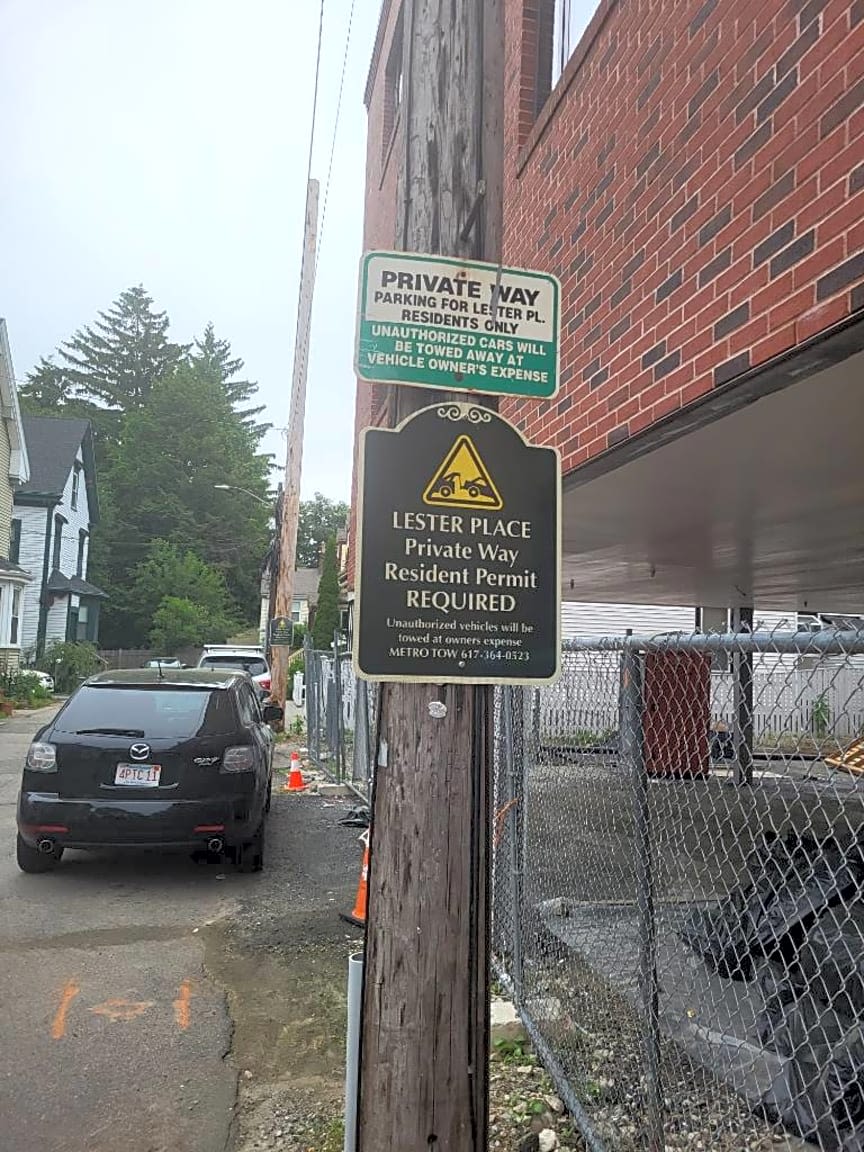 PRIVATE WAY
PARKING FOR LESTER PL.
RESIDENTS ONLY
UNAUTHORIZED CARS WILL
BE TOWED AWAY AT
VEHICLE OWNER'S EXPENSE
LESTER PLACE
Private Way
Resident Permit
REQUIRED
Unauthorized vehicles will be
towed at owners expense
METRO TOW 617-364-0523
4PTC 11